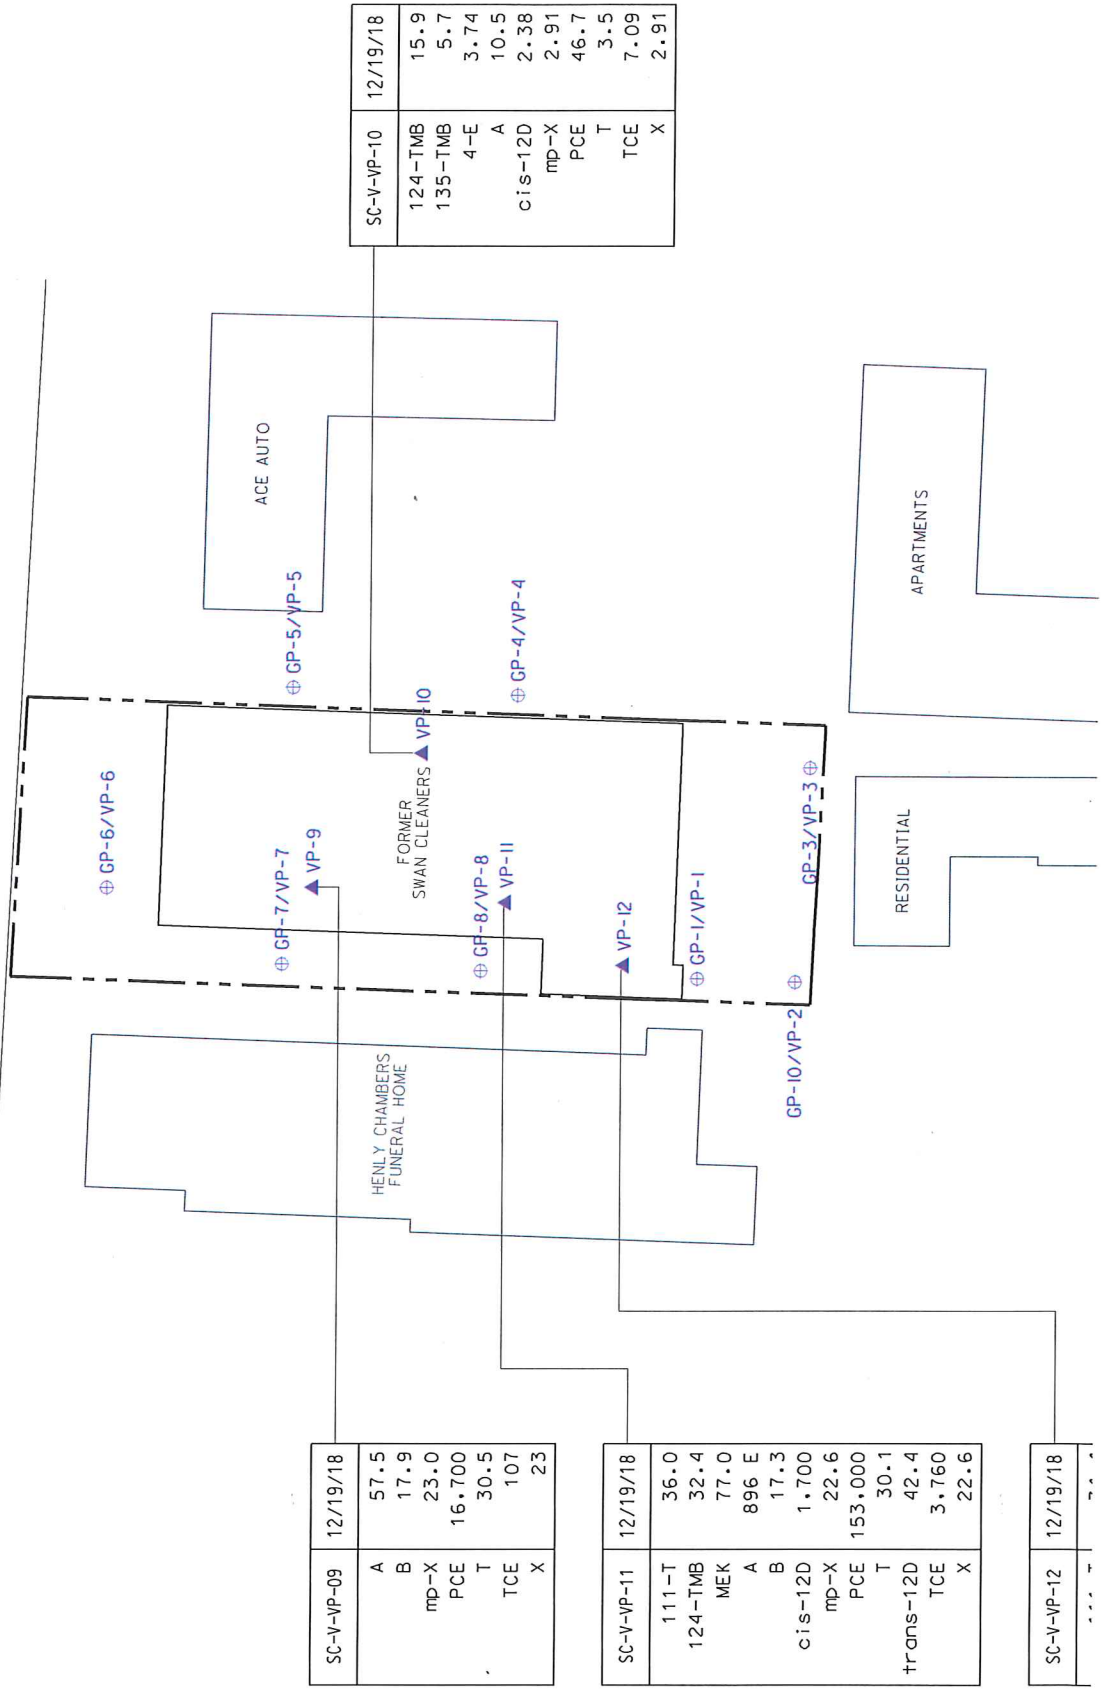 SC-V-VP-10 12/19/18
124-TMB 15.9
135-TMB 5.7
4-E 3.74
A 10.5
cis-12D 2.38
mp-X 2.91
PCE 46.7
T 3.5
TCE 7.09
X 2.91
ACE AUTO
GP-5/VP-5
GP-4/VP-4
APARTMENTS
GP-6/VP-6
GP-7/VP-7
VP-9
FORMER
SWAN CLEANERS
VP-10
GP-8/VP-8
VP-11
VP-12
GP-1/VP-1
GP-3/VP-3
RESIDENTIAL
GP-10/VP-2
HENLY CHAMBERS
FUNERAL HOME
SC-V-VP-09 12/19/18
A 57.5
B 17.9
mp-X 23.0
PCE 16,700
T 30.5
TCE 107
X 23
SC-V-VP-11 12/19/18
111-T 36.0
124-TMB 32.4
MEK 77.0
A 896 E
B 17.3
cis-12D 1,700
mp-X 22.6
PCE 153,000
T 30.1
trans-12D 42.4
TCE 3,760
X 22.6
SC-V-VP-12 12/19/18